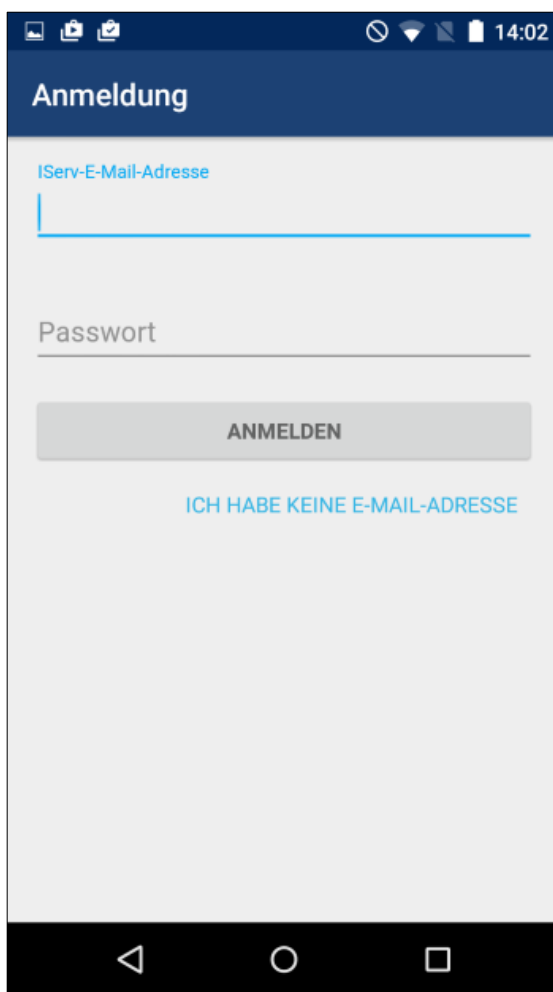 14:02
Anmeldung
IServ-E-Mail-Adresse
Passwort
ANMELDEN
ICH HABE KEINE E-MAIL-ADRESSE